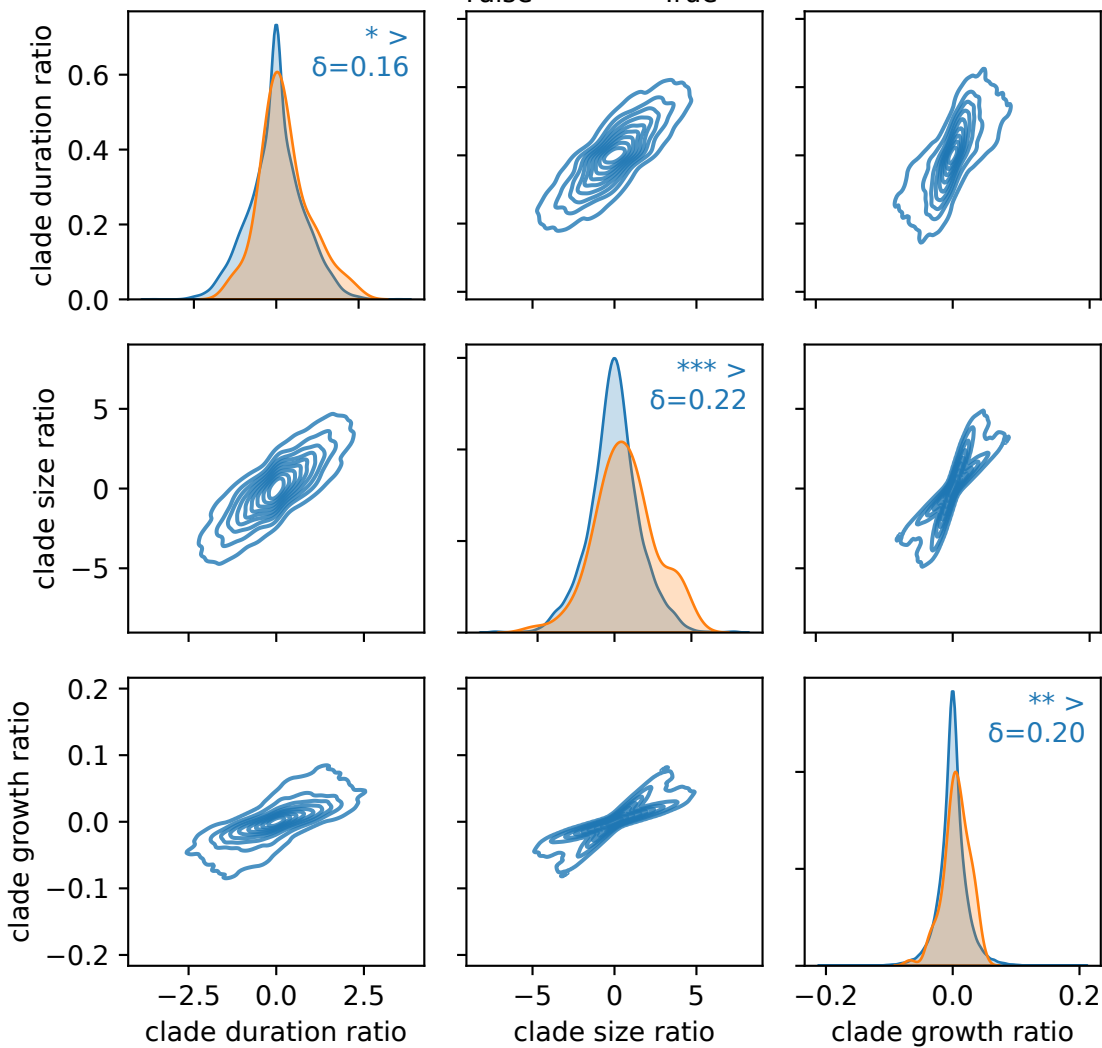 True
clade duration ratio
0.6
0.4
0.2
0.0
* >
δ=0.16
clade size ratio
5
0
−5
*** >
δ=0.22
clade growth ratio
0.2
0.1
0.0
−0.1
−0.2
** >
δ=0.20
−2.5 0.0 2.5
−5 0 5
−0.2 0.0 0.2
clade duration ratio
clade size ratio
clade growth ratio